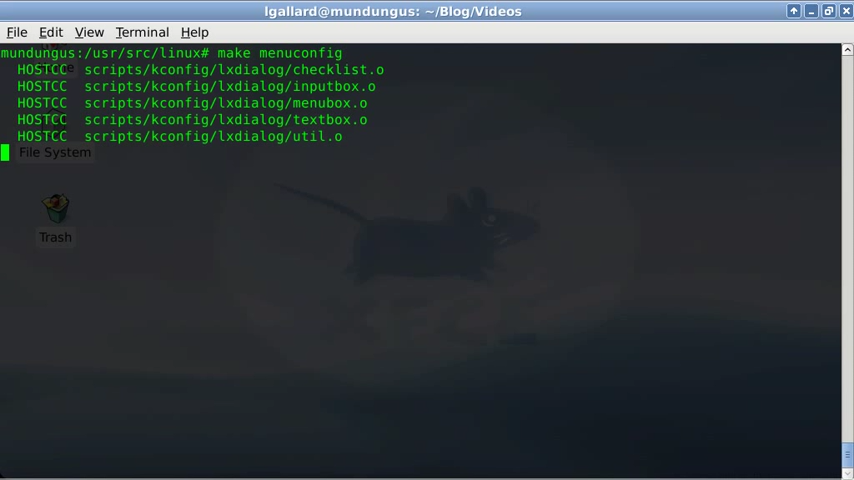 lgallard@mundungus: ~/Blog/Videos
File Edit View Terminal Help
mundungus:/usr/src/linux# make menuconfig
HOSTCC scripts/kconfig/lxdialog/checklist.o
HOSTCC scripts/kconfig/lxdialog/inputbox.o
HOSTCC scripts/kconfig/lxdialog/menubox.o
HOSTCC scripts/kconfig/lxdialog/textbox.o
HOSTCC scripts/kconfig/lxdialog/util.o
File System
Trash